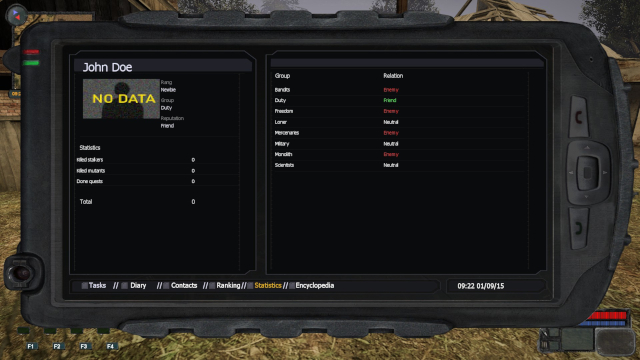 John Doe
NO DATA
Rang
Newbie
Group
Duty
Reputation
Friend
Statistics
Killed stalkers 0
Killed mutants 0
Done quests 0
Total 0
Group Relation
Bandits Enemy
Duty Friend
Freedom Enemy
Loner Neutral
Mercenaries Enemy
Military Neutral
Monolith Enemy
Scientists Neutral
Tasks // Diary // Contacts // Ranking // Statistics // Encyclopedia
09:22 01/09/15
F1 F2 F3 F4